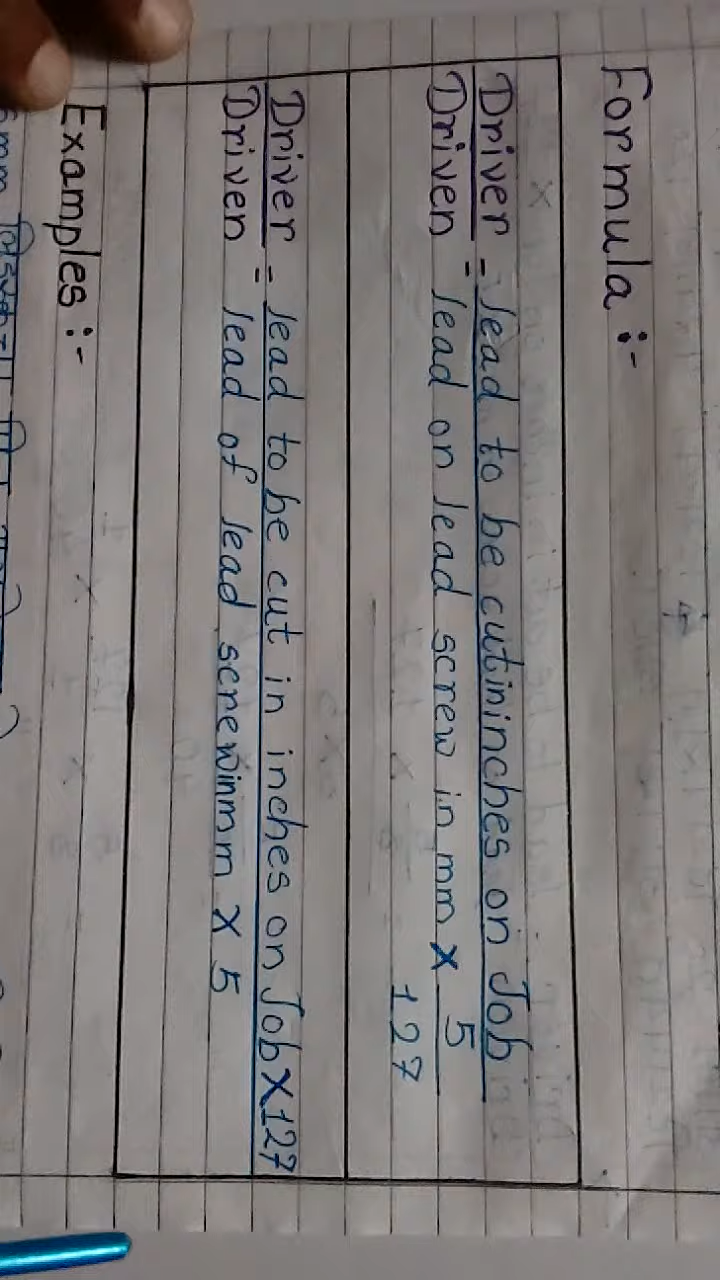 Formula :-
Driver = lead to be cut in inches on Job
Driven lead on lead screw in mm x 5
127
Driver = lead to be cut in inches on Job x 127
Driven lead of lead screw in mm x 5
Examples :-